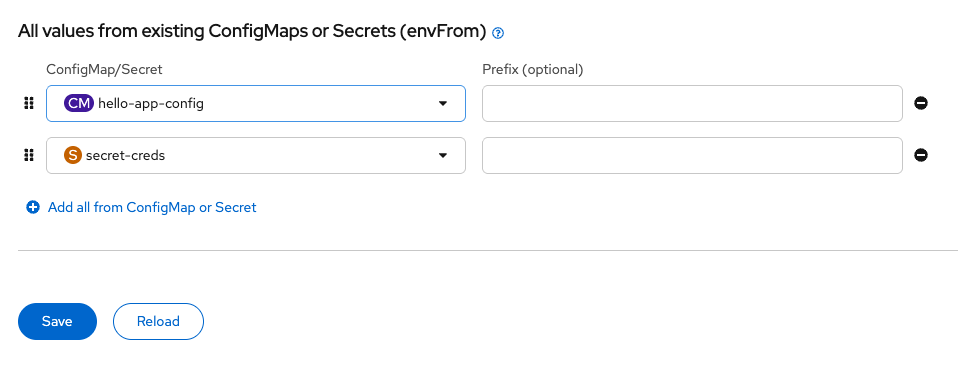 All values from existing ConfigMaps or Secrets (envFrom)
ConfigMap/Secret Prefix (optional)
CM hello-app-config
S secret-creds
Add all from ConfigMap or Secret
Save Reload